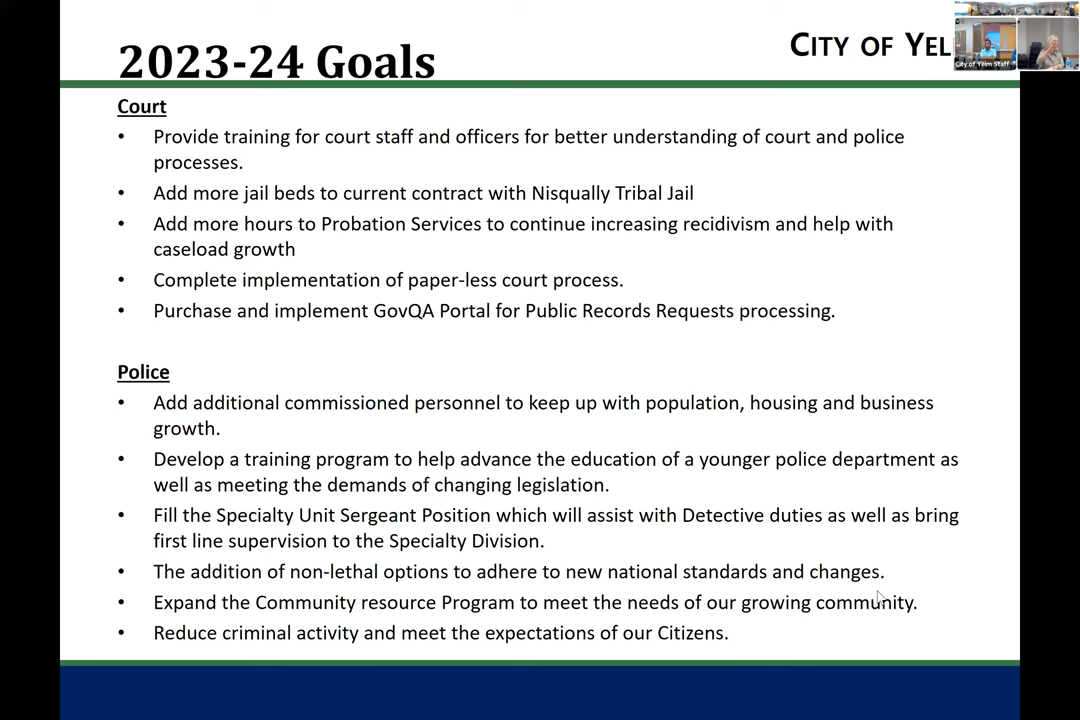 2023-24 Goals
CITY OF YEL
City of Yelm Staff
Court
• Provide training for court staff and officers for better understanding of court and police
processes.
• Add more jail beds to current contract with Nisqually Tribal Jail
• Add more hours to Probation Services to continue increasing recidivism and help with
caseload growth
• Complete implementation of paper-less court process.
• Purchase and implement GovQA Portal for Public Records Requests processing.
Police
• Add additional commissioned personnel to keep up with population, housing and business
growth.
• Develop a training program to help advance the education of a younger police department as
well as meeting the demands of changing legislation.
• Fill the Specialty Unit Sergeant Position which will assist with Detective duties as well as bring
first line supervision to the Specialty Division.
• The addition of non-lethal options to adhere to new national standards and changes.
• Expand the Community resource Program to meet the needs of our growing community.
• Reduce criminal activity and meet the expectations of our Citizens.